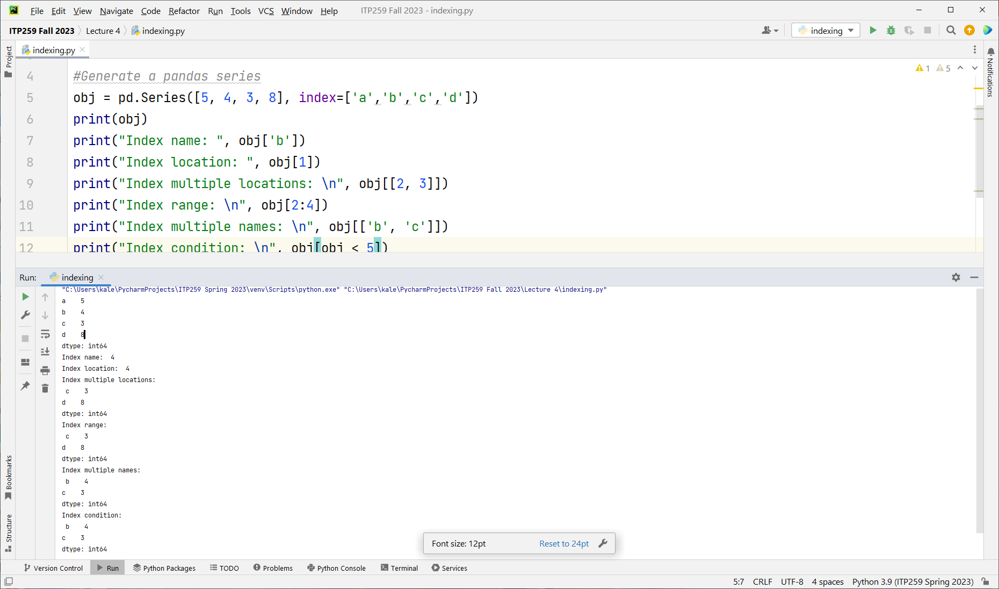 PC File Edit View Navigate Code Refactor Run Tools VCS Window Help ITP259 Fall 2023 - indexing.py
ITP259 Fall 2023 Lecture 4 indexing.py indexing
Project
indexing.py
Notifications
1 5
4 #Generate a pandas series
5 obj = pd.Series([5, 4, 3, 8], index=['a','b','c','d'])
6 print(obj)
7 print("Index name: ", obj['b'])
8 print("Index location: ", obj[1])
9 print("Index multiple locations: \n", obj[[2, 3]])
10 print("Index range: \n", obj[2:4])
11 print("Index multiple names: \n", obj[['b', 'c']])
12 print("Index condition: \n", obj[obj < 5])
Run: indexing
"C:\Users\kale\PycharmProjects\ITP259 Spring 2023\venv\Scripts\python.exe" "C:\Users\kale\PycharmProjects\ITP259 Fall 2023\Lecture 4\indexing.py"
a    5
b    4
c    3
d    8
dtype: int64
Index name:  4
Index location:  4
Index multiple locations:
 c    3
d    8
dtype: int64
Index range:
 c    3
d    8
dtype: int64
Index multiple names:
 b    4
c    3
dtype: int64
Index condition:
 b    4
c    3
dtype: int64
Bookmarks
Structure
Font size: 12pt Reset to 24pt
Version Control Run Python Packages TODO Problems Python Console Terminal Services
5:7 CRLF UTF-8 4 spaces Python 3.9 (ITP259 Spring 2023)